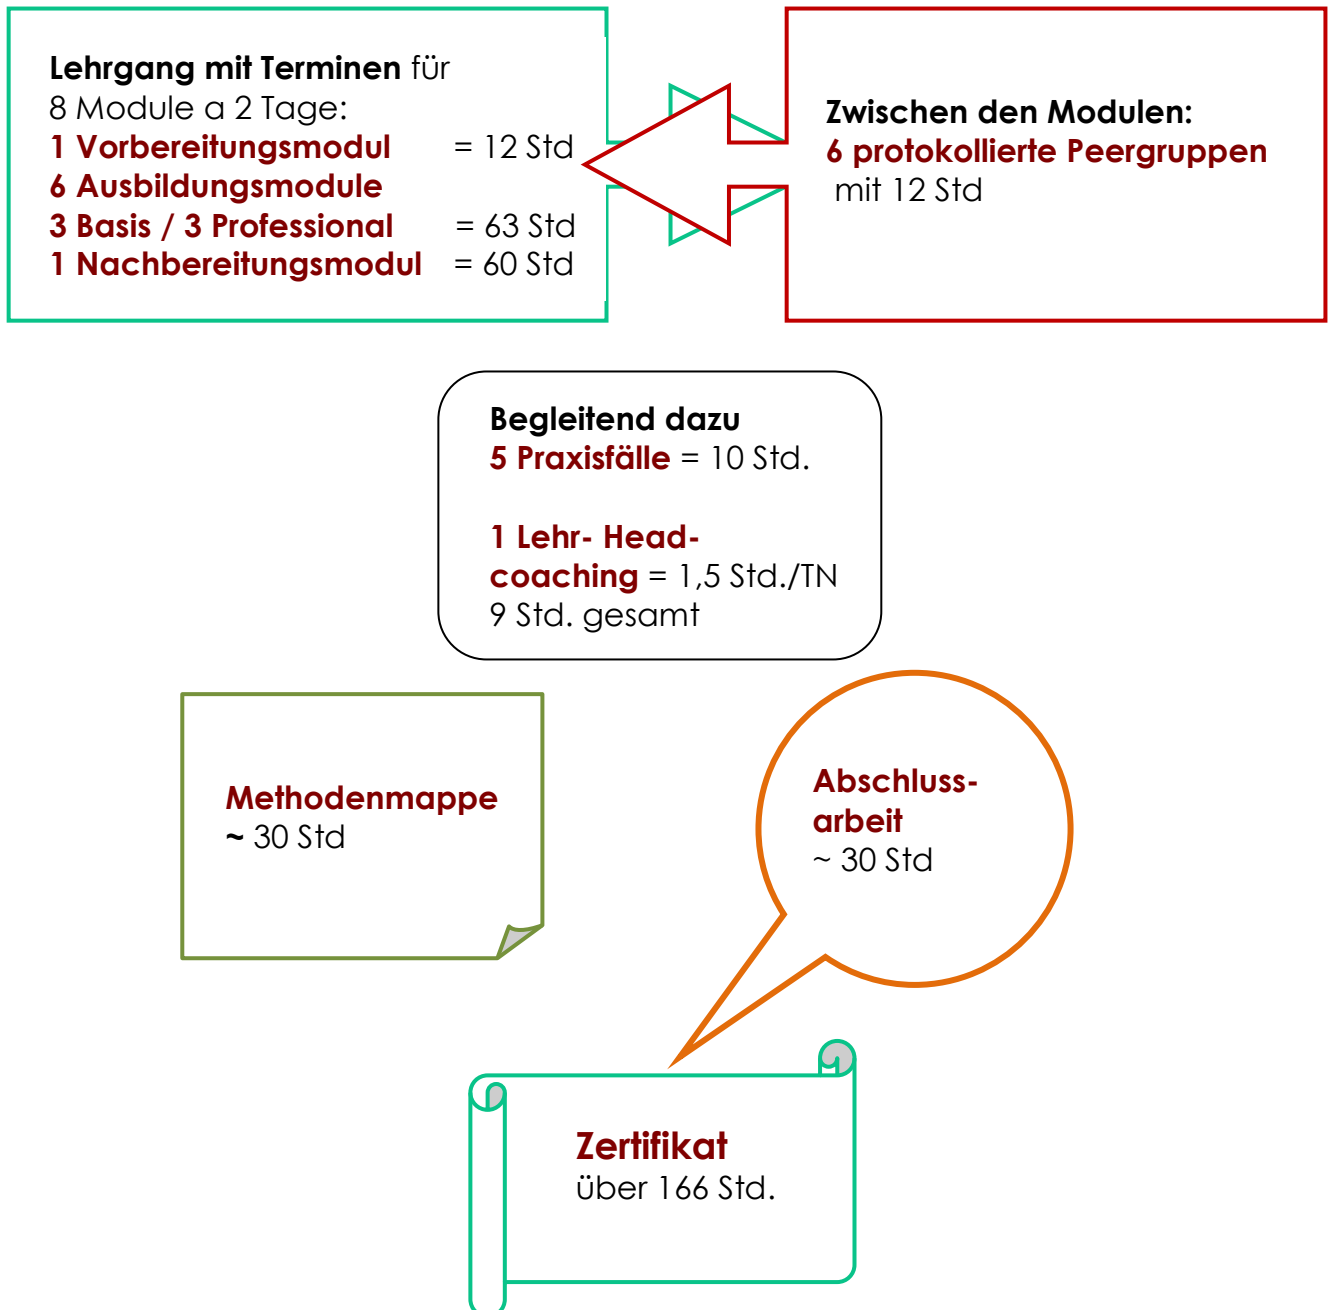 Lehrgang mit Terminen für
8 Module a 2 Tage:
1 Vorbereitungsmodul = 12 Std
6 Ausbildungsmodule
3 Basis / 3 Professional = 63 Std
1 Nachbereitungsmodul = 60 Std
Zwischen den Modulen:
6 protokollierte Peergruppen
mit 12 Std
Begleitend dazu
5 Praxisfälle = 10 Std.
1 Lehr- Head-
coaching = 1,5 Std./TN
9 Std. gesamt
Methodenmappe
~ 30 Std
Abschluss-
arbeit
~ 30 Std
Zertifikat
über 166 Std.